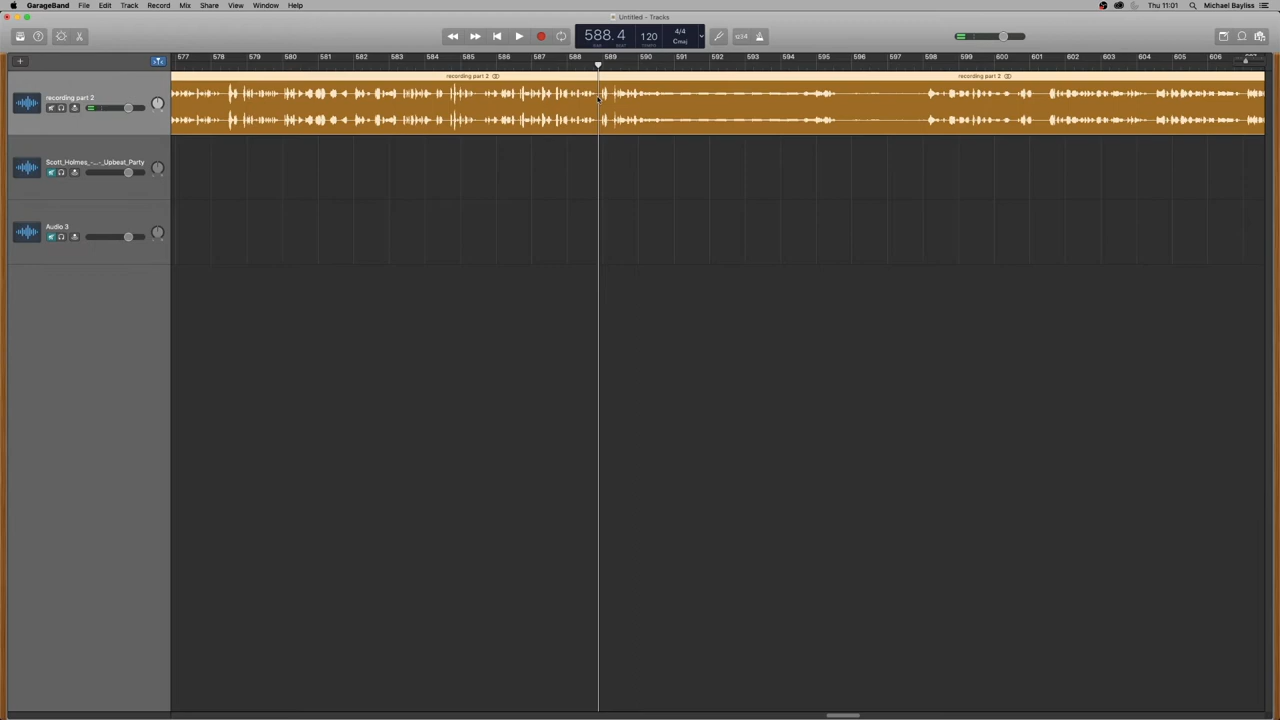 GarageBand File Edit Track Record Mix Share View Window Help Thu 11:01 Michael Bayliss
Untitled - Tracks
588.4 120 4/4
BAR BEAT TEMPO Cmaj
577 578 579 580 581 582 583 584 585 586 587 588 589 590 591 592 593 594 595 596 597 598 599 600 601 602 603 604 605 606
recording part 2 recording part 2
recording part 2
Scott_Holmes_-...-_Upbeat_Party
Audio 3